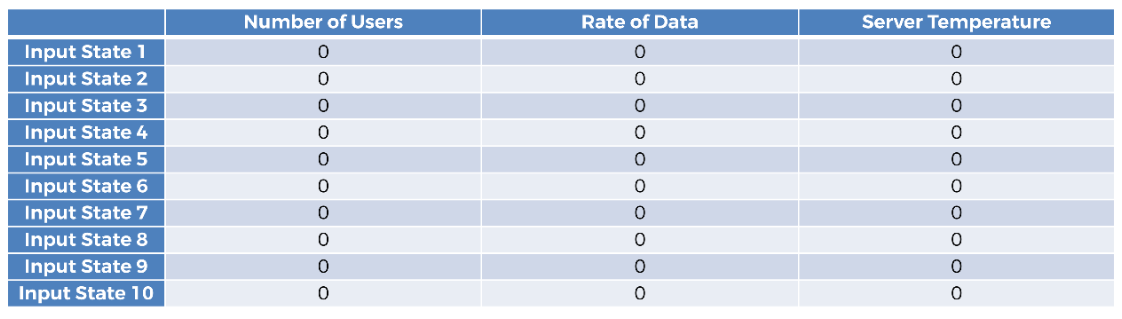 Number of Users Rate of Data Server Temperature
Input State 1 0 0 0
Input State 2 0 0 0
Input State 3 0 0 0
Input State 4 0 0 0
Input State 5 0 0 0
Input State 6 0 0 0
Input State 7 0 0 0
Input State 8 0 0 0
Input State 9 0 0 0
Input State 10 0 0 0